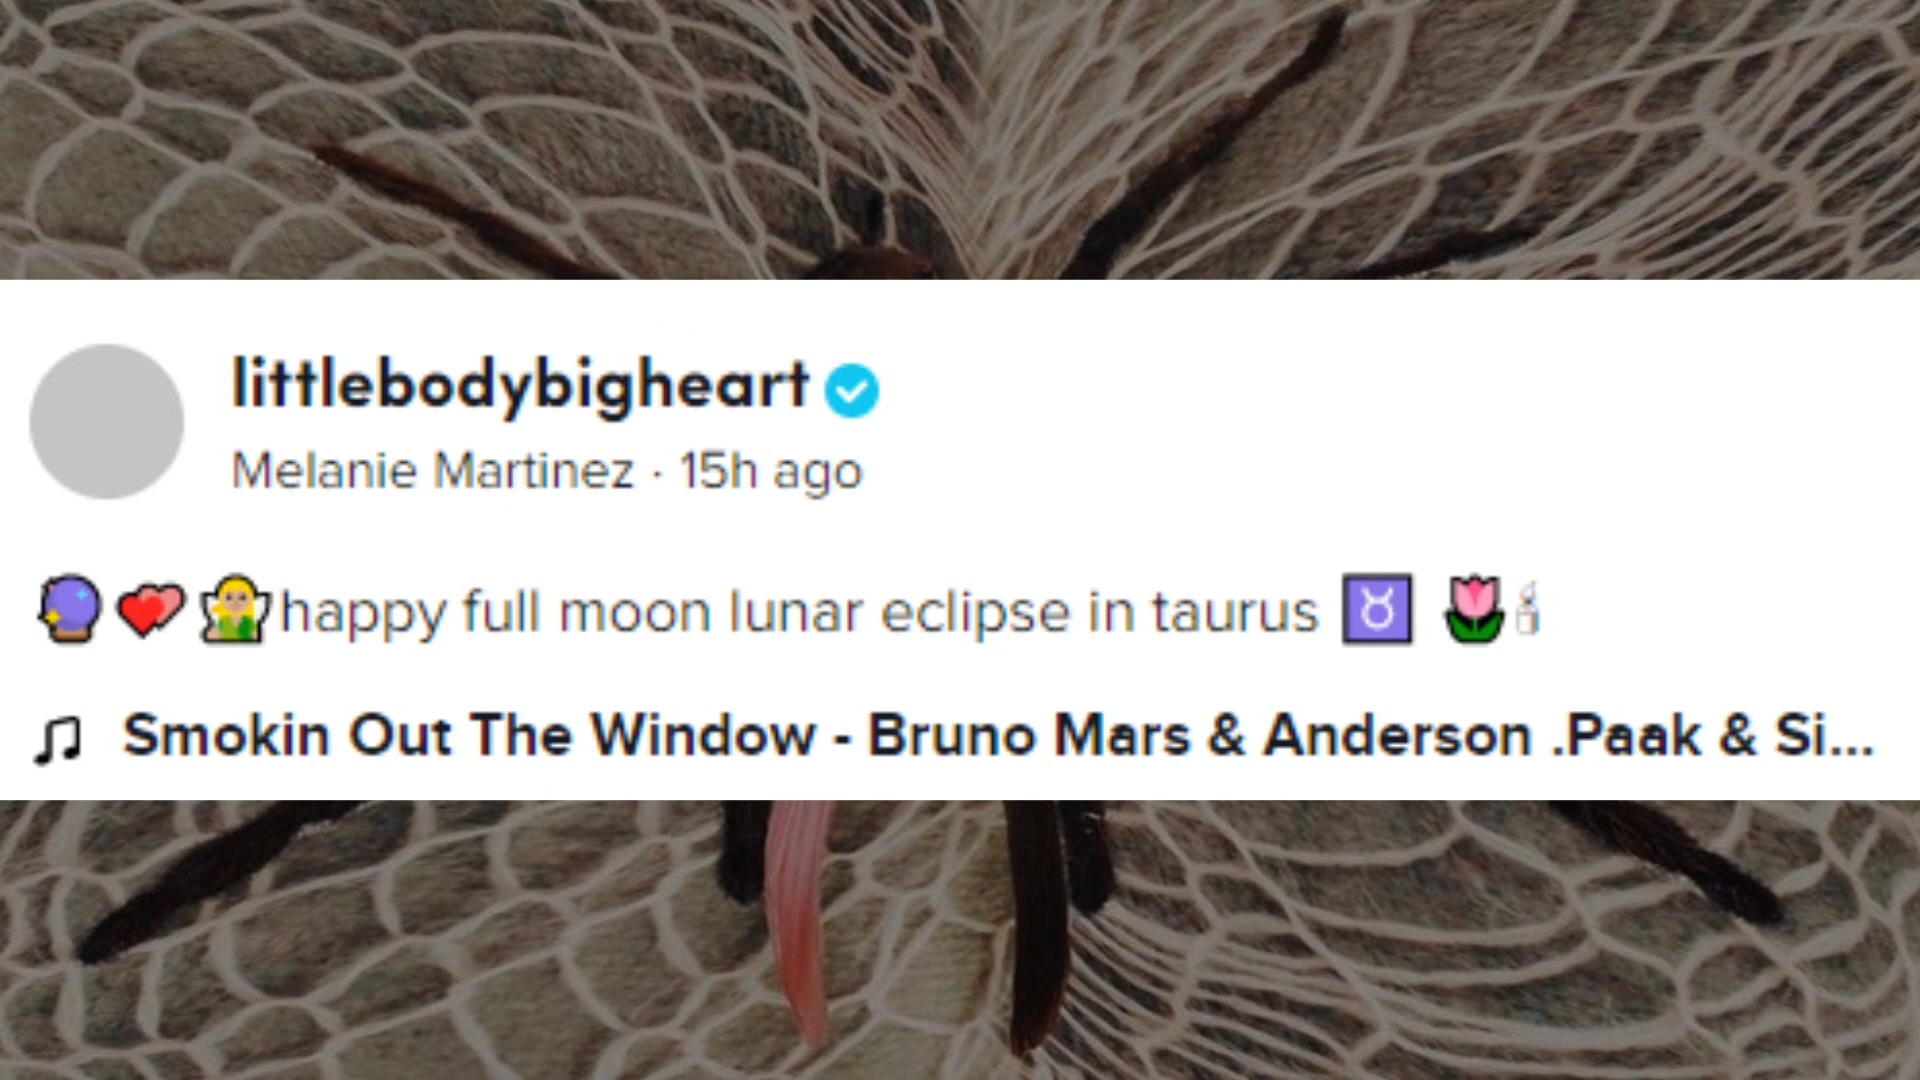 littlebodybigheart
Melanie Martinez · 15h ago
🔮💕🧚happy full moon lunar eclipse in taurus ♉ 🌷🕯
Smokin Out The Window - Bruno Mars & Anderson .Paak & Si...